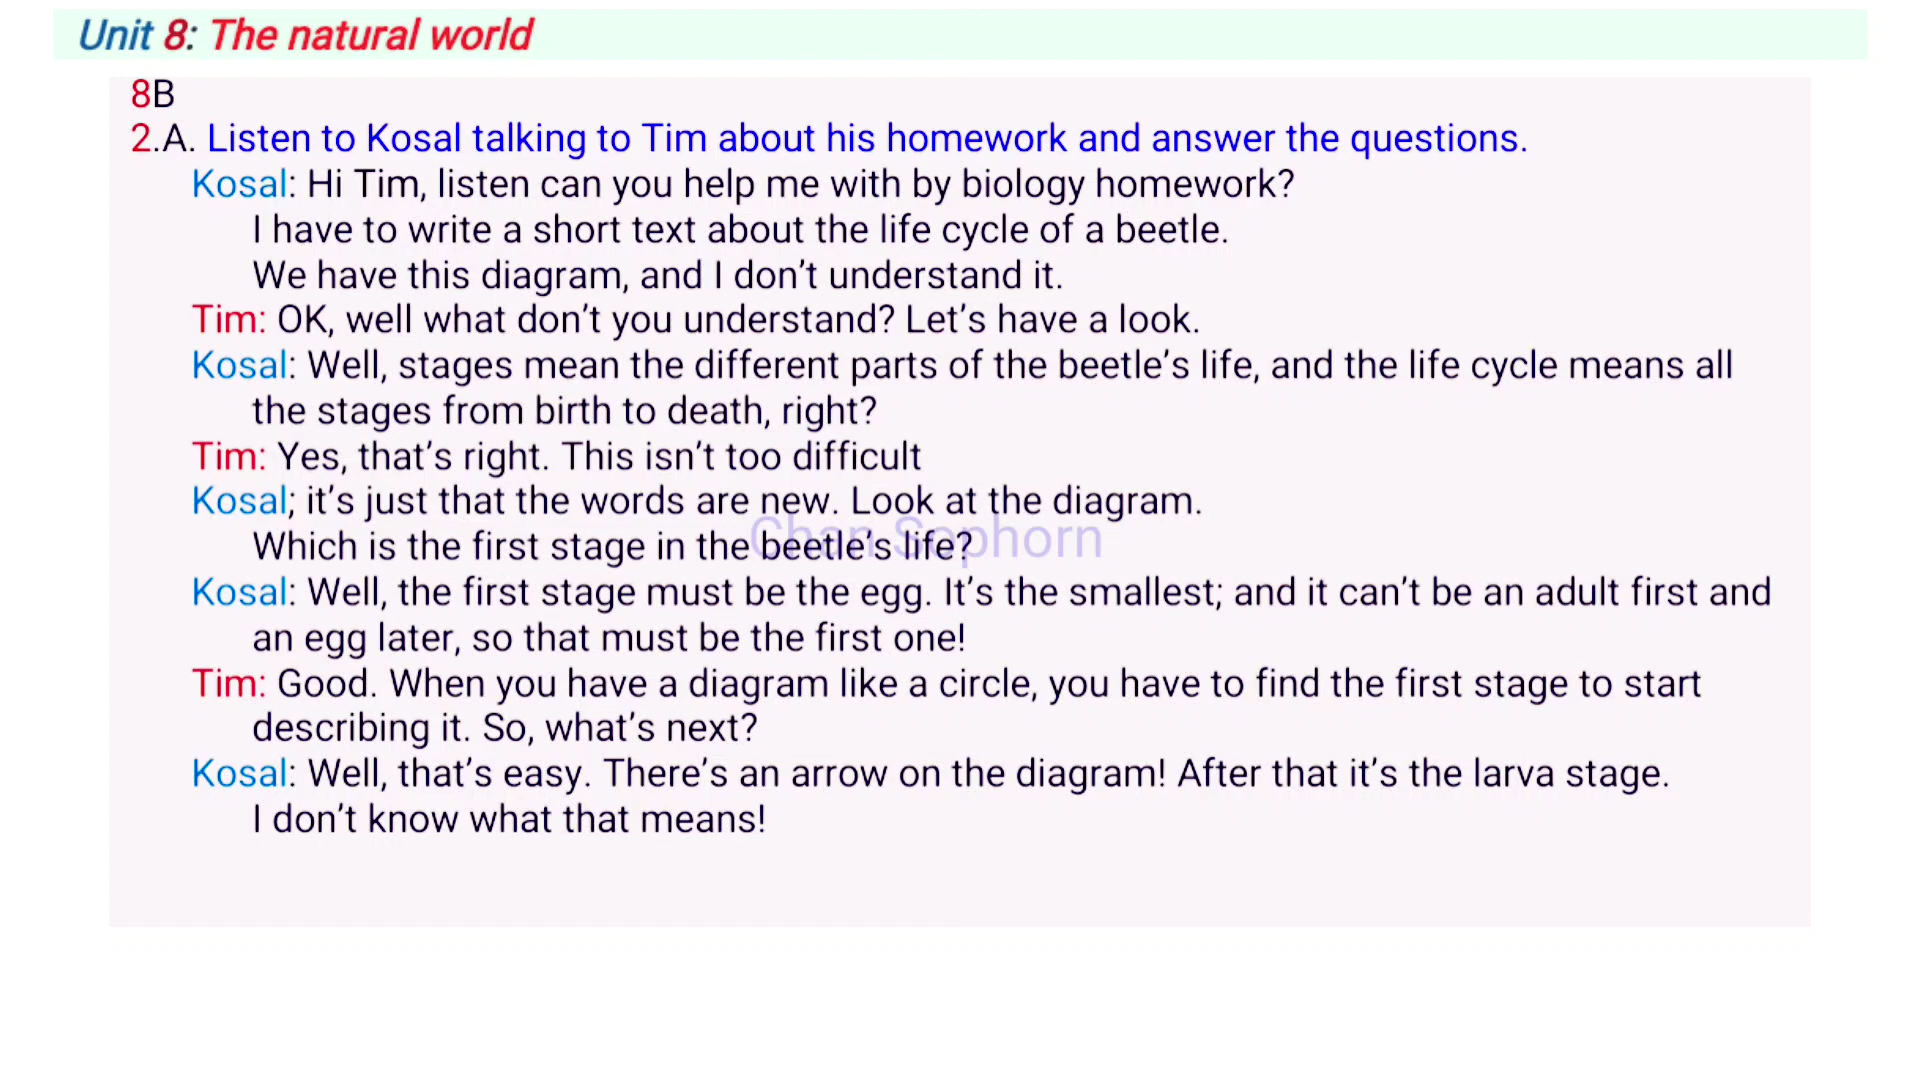 Unit 8: The natural world
8B
2.A. Listen to Kosal talking to Tim about his homework and answer the questions.
Kosal: Hi Tim, listen can you help me with by biology homework?
I have to write a short text about the life cycle of a beetle.
We have this diagram, and I don’t understand it.
Tim: OK, well what don’t you understand? Let’s have a look.
Kosal: Well, stages mean the different parts of the beetle’s life, and the life cycle means all
the stages from birth to death, right?
Tim: Yes, that’s right. This isn’t too difficult
Kosal; it’s just that the words are new. Look at the diagram.
Chan Sophorn
Which is the first stage in the beetle’s life?
Kosal: Well, the first stage must be the egg. It’s the smallest; and it can’t be an adult first and
an egg later, so that must be the first one!
Tim: Good. When you have a diagram like a circle, you have to find the first stage to start
describing it. So, what’s next?
Kosal: Well, that’s easy. There’s an arrow on the diagram! After that it’s the larva stage.
I don’t know what that means!